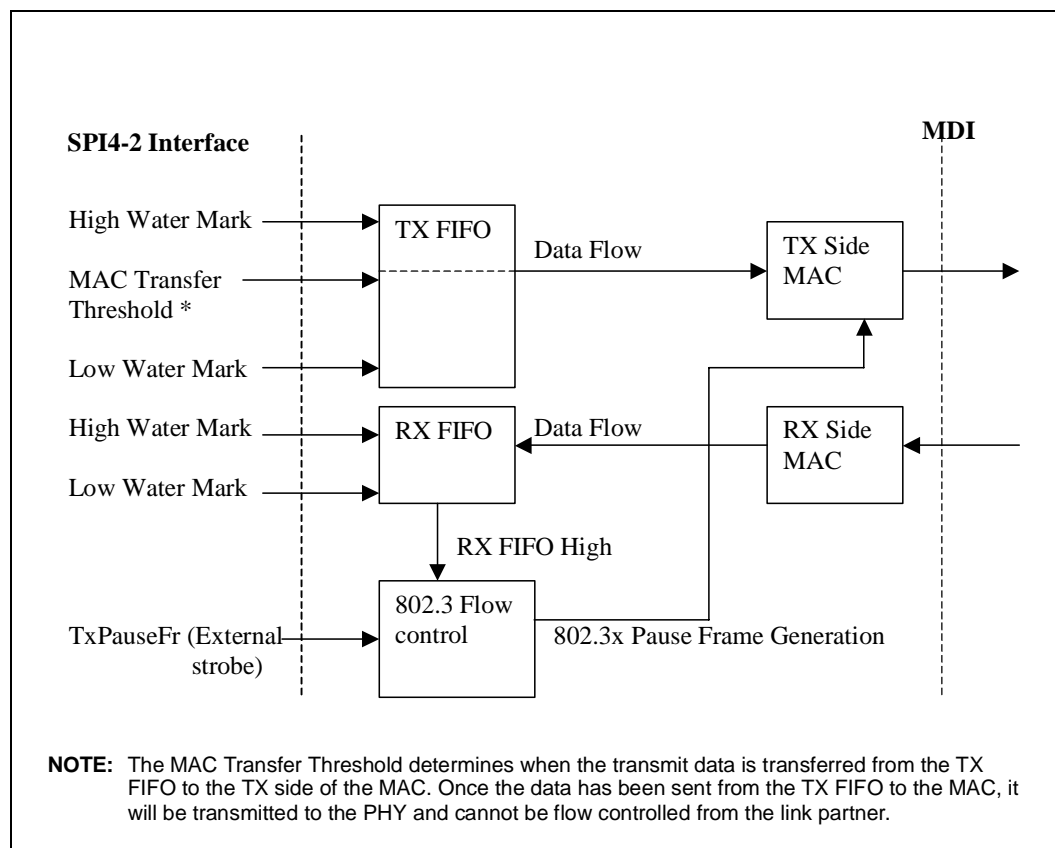 SPI4-2 Interface
MDI
High Water Mark
TX FIFO
Data Flow
TX Side
MAC
MAC Transfer
Threshold *
Low Water Mark
High Water Mark
RX FIFO
Data Flow
RX Side
MAC
Low Water Mark
RX FIFO High
802.3 Flow
control
TxPauseFr (External
strobe)
802.3x Pause Frame Generation
NOTE: The MAC Transfer Threshold determines when the transmit data is transferred from the TX
FIFO to the TX side of the MAC. Once the data has been sent from the TX FIFO to the MAC, it
will be transmitted to the PHY and cannot be flow controlled from the link partner.